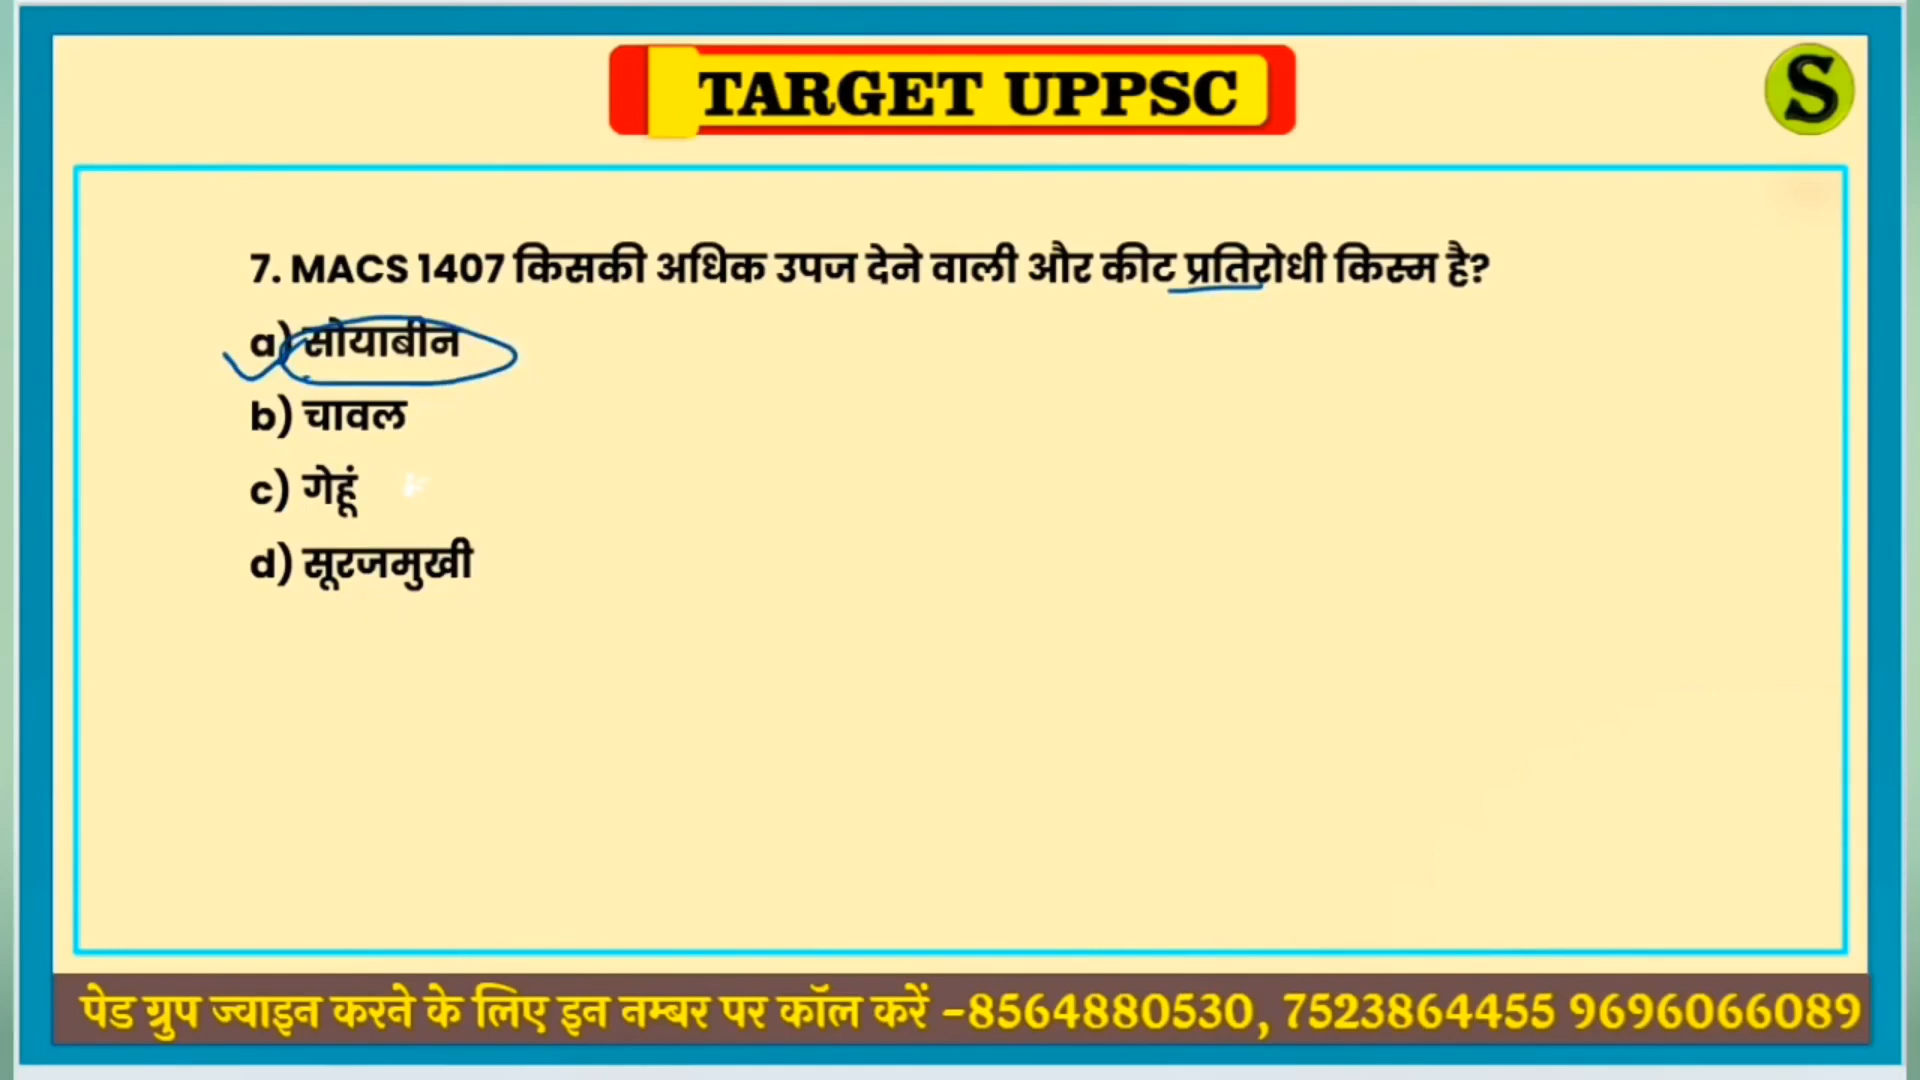 TARGET UPPSC
S
7. MACS 1407 किसकी अधिक उपज देने वाली और कीट प्रतिरोधी किस्म है?
a) सोयाबीन
b) चावल
c) गेहूं
d) सूरजमुखी
पेड ग्रुप ज्वाइन करने के लिए इन नम्बर पर कॉल करें -8564880530, 7523864455 9696066089